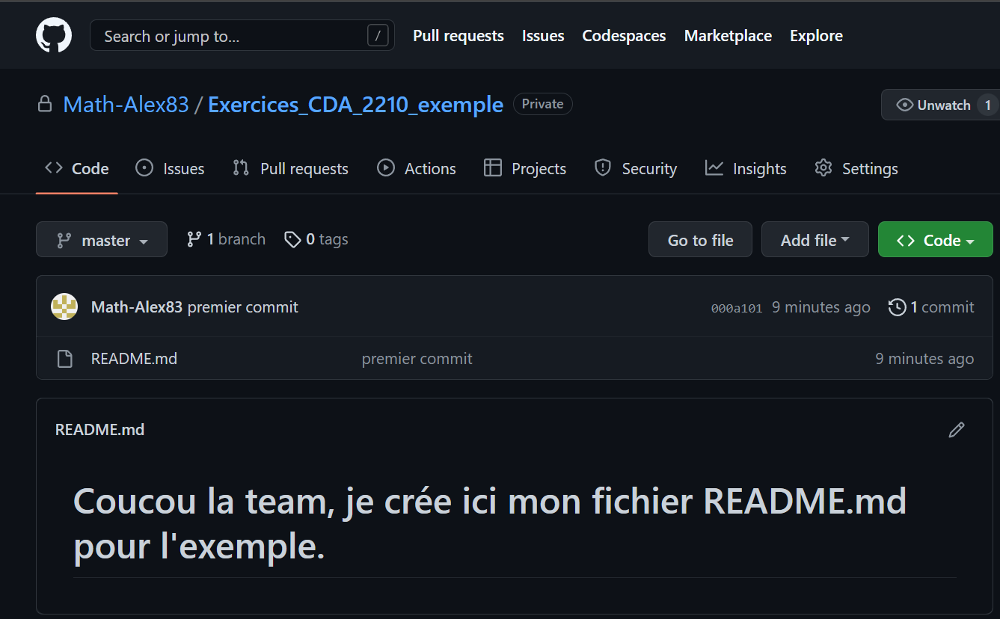 Search or jump to... /
Pull requests Issues Codespaces Marketplace Explore
Math-Alex83 / Exercices_CDA_2210_exemple Private
Unwatch 1
Code Issues Pull requests Actions Projects Security Insights Settings
master 1 branch 0 tags
Go to file Add file Code
Math-Alex83 premier commit 000a101 9 minutes ago 1 commit
README.md premier commit 9 minutes ago
README.md
Coucou la team, je crée ici mon fichier README.md
pour l'exemple.